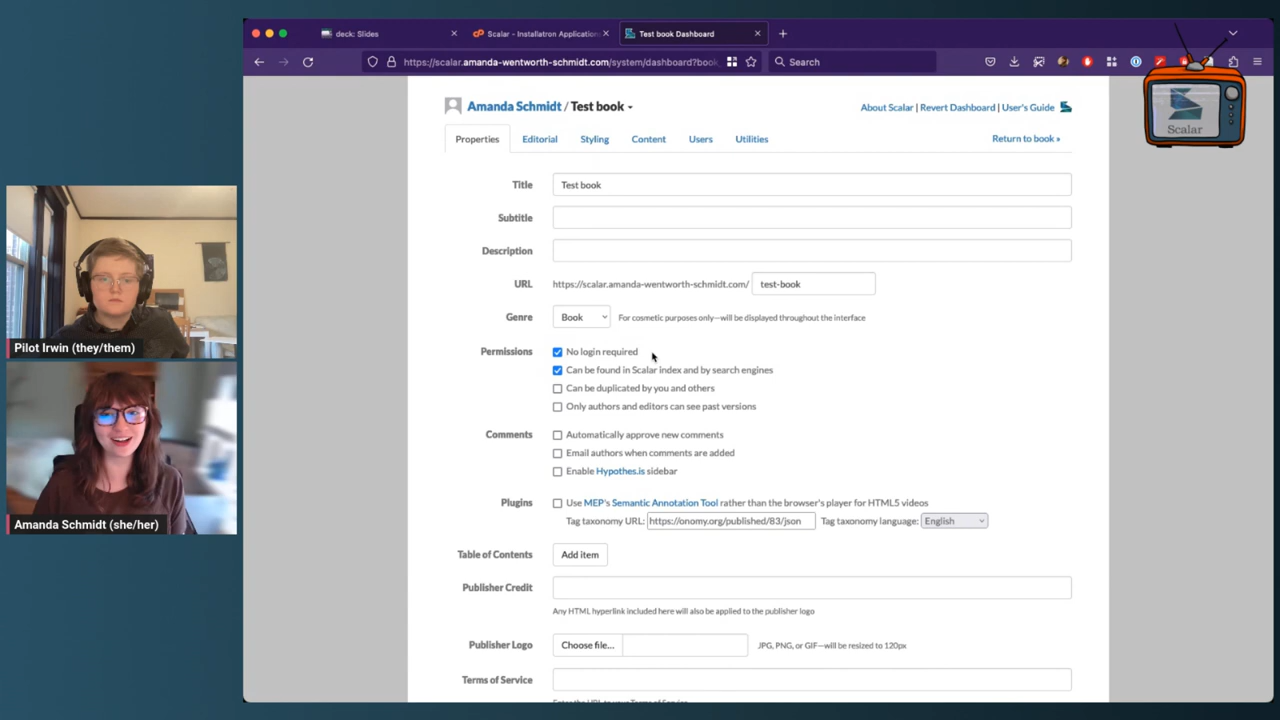 deck: Slides
Scalar - Installatron Application
Test book Dashboard
https://scalar.amanda-wentworth-schmidt.com/system/dashboard?book_
Search
Scalar
Amanda Schmidt / Test book
About Scalar | Revert Dashboard | User's Guide
Properties Editorial Styling Content Users Utilities Return to book »
Title Test book
Subtitle
Description
URL https://scalar.amanda-wentworth-schmidt.com/ test-book
Genre Book For cosmetic purposes only—will be displayed throughout the interface
Permissions No login required
Can be found in Scalar index and by search engines
Can be duplicated by you and others
Only authors and editors can see past versions
Comments Automatically approve new comments
Email authors when comments are added
Enable Hypothes.is sidebar
Plugins Use MEP's Semantic Annotation Tool rather than the browser's player for HTML5 videos
Tag taxonomy URL: https://onomy.org/published/83/json Tag taxonomy language: English
Table of Contents Add item
Publisher Credit
Any HTML hyperlink included here will also be applied to the publisher logo
Publisher Logo Choose file... JPG, PNG, or GIF—will be resized to 120px
Terms of Service
Enter the URL to your Terms of Service
Pilot Irwin (they/them)
Amanda Schmidt (she/her)